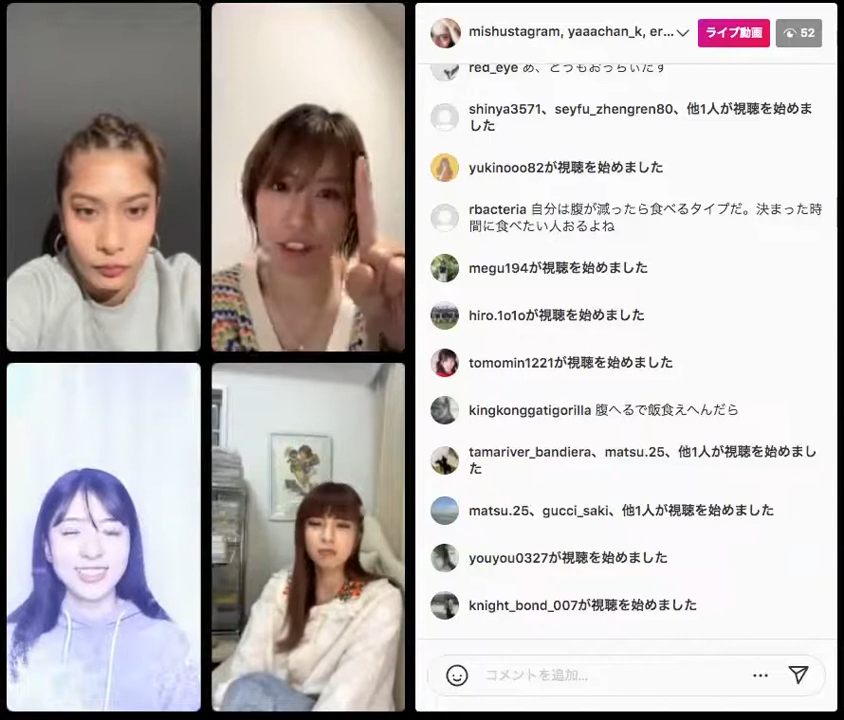 mishustagram, yaaachan_k, er...
ライブ動画
52
red_eye め、どうもおっちいたす
shinya3571、seyfu_zhengren80、他1人が視聴を始めま
した
yukinooo82が視聴を始めました
rbacteria 自分は腹が減ったら食べるタイプだ。決まった時
間に食べたい人おるよね
megu194が視聴を始めました
hiro.1o1oが視聴を始めました
tomomin1221が視聴を始めました
kingkonggatigorilla 腹へるで飯食えへんだら
tamariver_bandiera、matsu.25、他1人が視聴を始めまし
た
matsu.25、gucci_saki、他1人が視聴を始めました
youyou0327が視聴を始めました
knight_bond_007が視聴を始めました
コメントを追加...